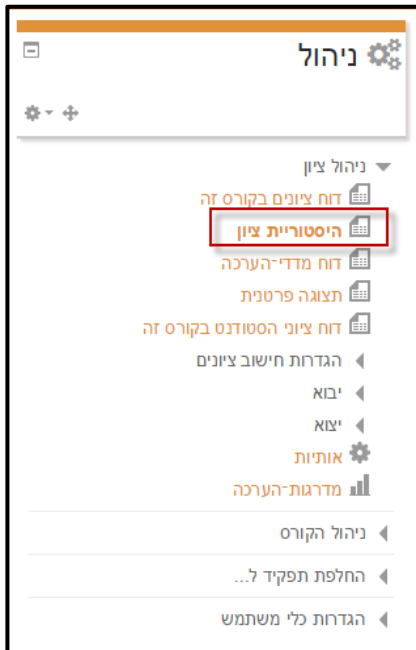 ניהול
ניהול ציון
דוח ציונים בקורס זה
היסטוריית ציון
דוח מדדי-הערכה
תצוגה פרטנית
דוח ציוני הסטודנט בקורס זה
הגדרות חישוב ציונים
יבוא
יצוא
אותיות
מדרגות-הערכה
ניהול הקורס
החלפת תפקיד ל...
הגדרות כלי משתמש